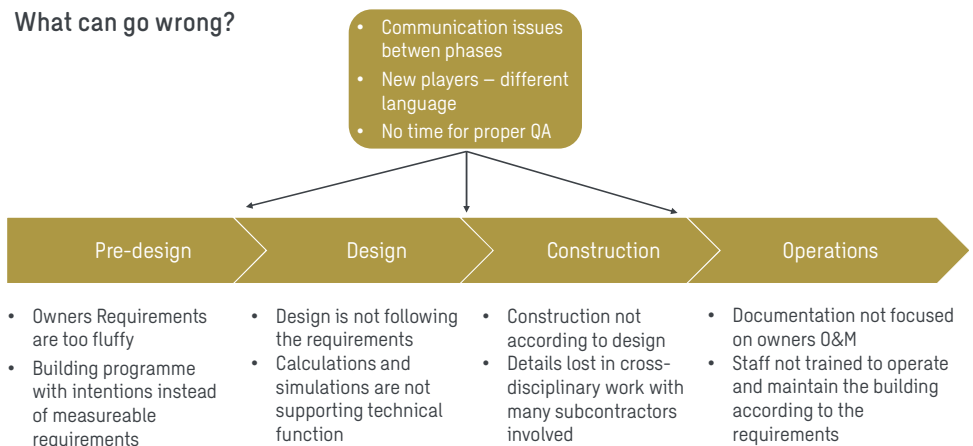 What can go wrong?
• Communication issues
betwen phases
• New players – different
language
• No time for proper QA
Pre-design
Design
Construction
Operations
• Owners Requirements
are too fluffy
• Building programme
with intentions instead
of measureable
requirements
• Design is not following
the requirements
• Calculations and
simulations are not
supporting technical
function
• Construction not
according to design
• Details lost in cross-
disciplinary work with
many subcontractors
involved
• Documentation not focused
on owners O&M
• Staff not trained to operate
and maintain the building
according to the
requirements